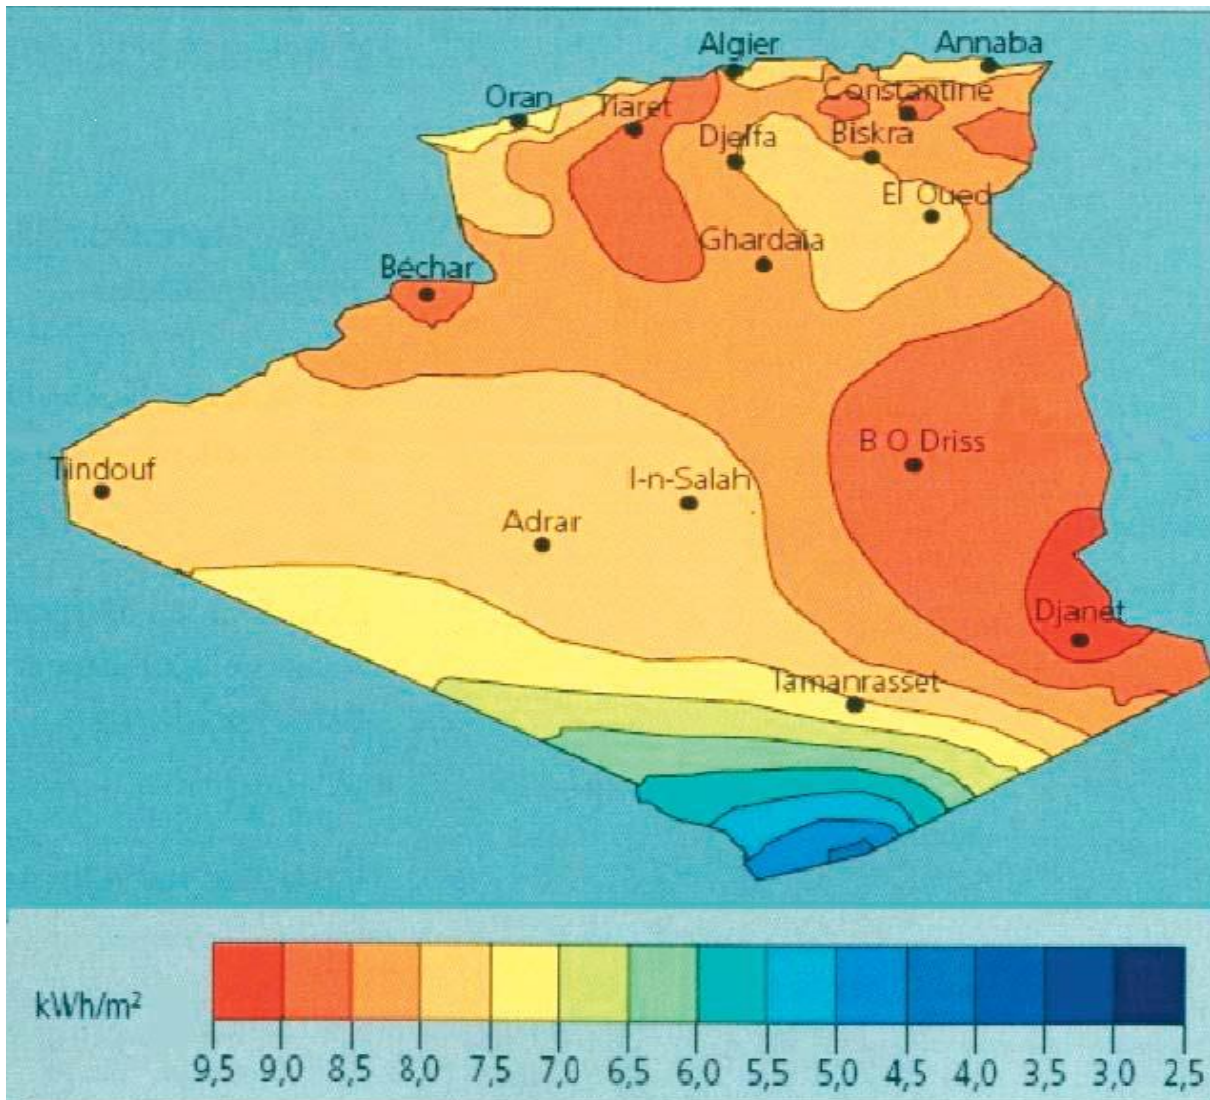 Algier
Annaba
Oran
Tiaret
Constantine
Djelfa
Biskra
El Oued
Ghardaïa
Béchar
Tindouf
B O Driss
I-n-Salah
Adrar
Djanet
Tamanrasset
kWh/m²
9,5 9,0 8,5 8,0 7,5 7,0 6,5 6,0 5,5 5,0 4,5 4,0 3,5 3,0 2,5